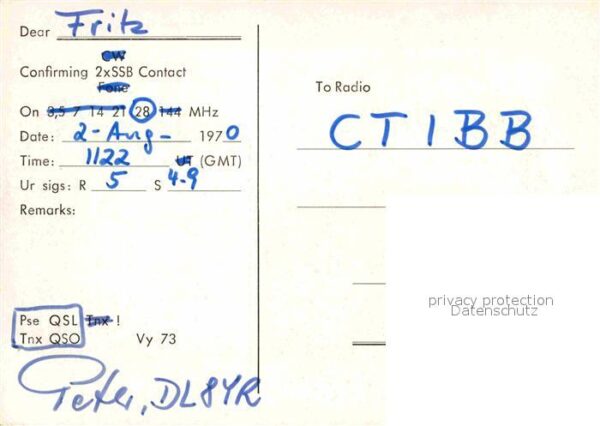 Dear Fritz
CW
Confirming 2xSSB Contact
Fone
On 3,5 7 14 21 28 144 MHz
Date: 2-Aug- 1970
Time: 1122 UT (GMT)
Ur sigs: R 5 S 4-9
Remarks:
Pse QSL Tnx !
Tnx QSO Vy 73
Peter, DL8YR
To Radio
CT1BB
privacy protection
Datenschutz